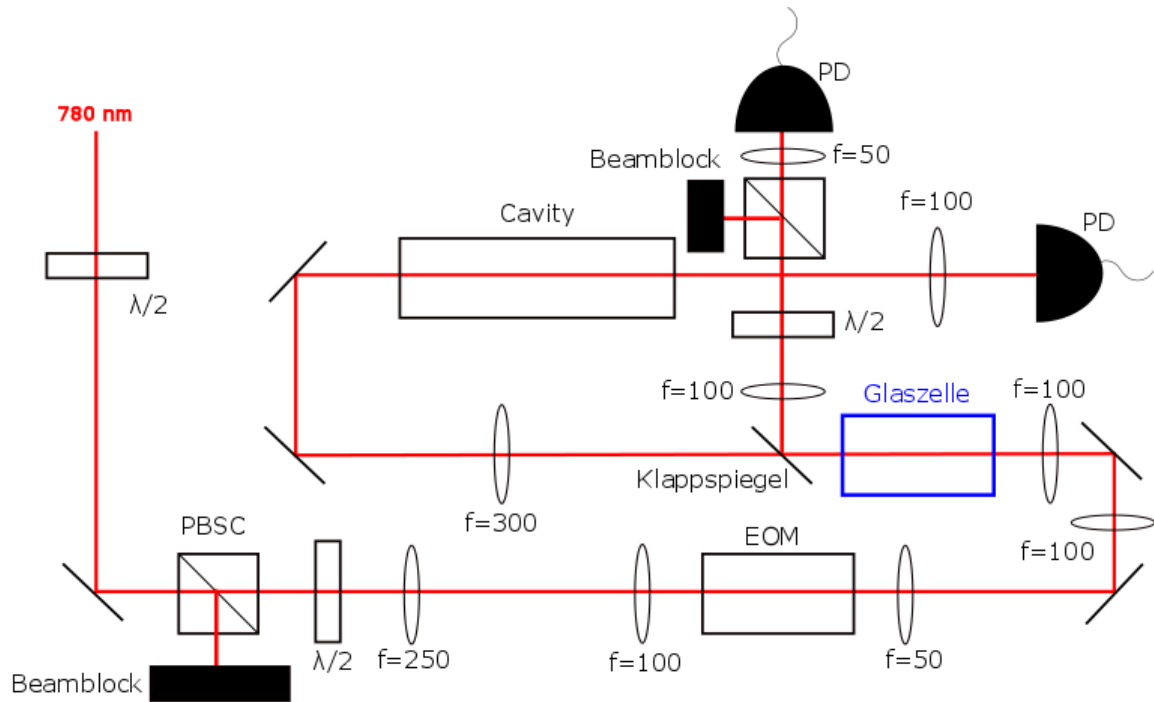 780 nm
λ/2
PD
f=50
Beamblock
Cavity
f=100
PD
λ/2
f=100
Glaszelle
f=100
Klappspiegel
f=300
f=100
PBSC
EOM
λ/2
f=250
f=100
f=50
Beamblock